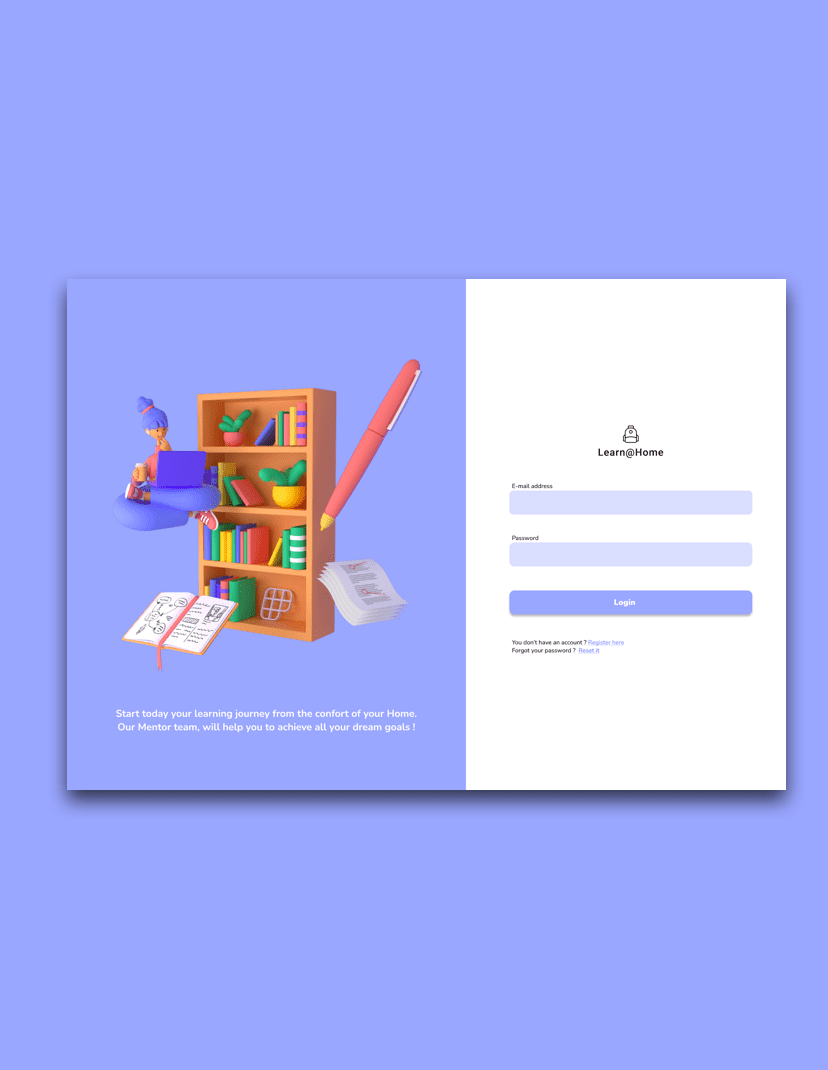 Learn@Home
E-mail address
Password
Login
You don't have an account ? Register here
Forgot your password ? Reset it
Start today your learning journey from the confort of your Home.
Our Mentor team, will help you to achieve all your dream goals !